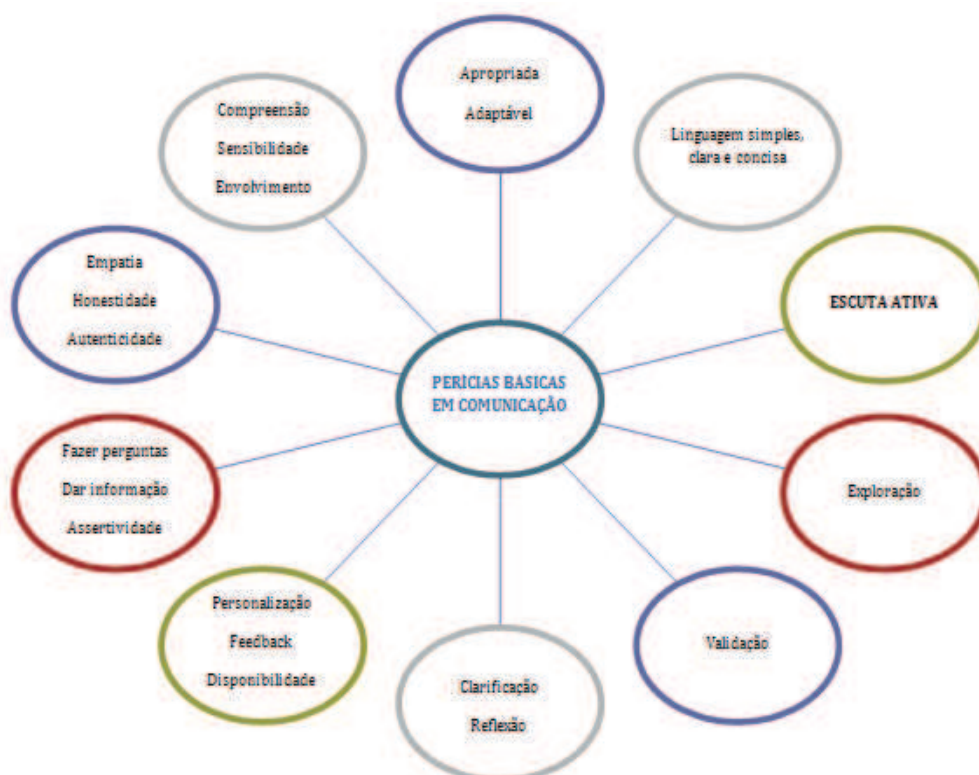 Apropriada
Adaptável
Linguagem simples,
clara e concisa
ESCUTA ATIVA
Exploração
Validação
Clarificação
Reflexão
Personalização
Feedback
Disponibilidade
Fazer perguntas
Dar informação
Assertividade
Empatia
Honestidade
Autenticidade
Compreensão
Sensibilidade
Envolvimento
PERÍCIAS BASICAS
EM COMUNICAÇÃO